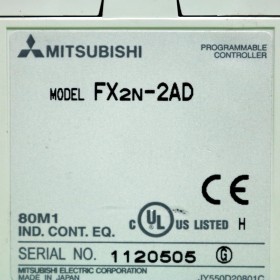 MITSUBISHI
PROGRAMMABLE
CONTROLLER
MODEL FX2N-2AD
CE
80M1
IND. CONT. EQ.
C UL US LISTED H
SERIAL NO. 1120505 G
MITSUBISHI ELECTRIC CORPORATION
MADE IN JAPAN
JY550D20801C